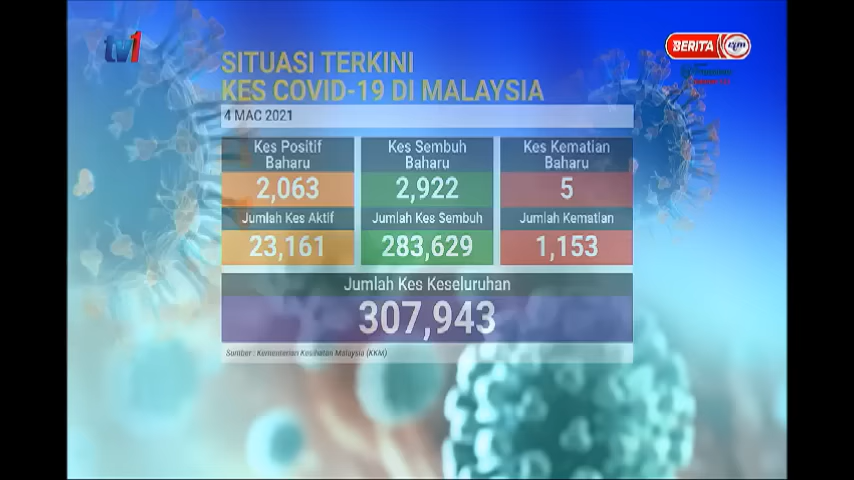 tv1
BERITA rtm
SITUASI TERKINI
KES COVID-19 DI MALAYSIA
4 MAC 2021
Kes Positif Baharu
2,063
Kes Sembuh Baharu
2,922
Kes Kematian Baharu
5
Jumlah Kes Aktif
23,161
Jumlah Kes Sembuh
283,629
Jumlah Kematian
1,153
Jumlah Kes Keseluruhan
307,943
Sumber : Kementerian Kesihatan Malaysia (KKM)